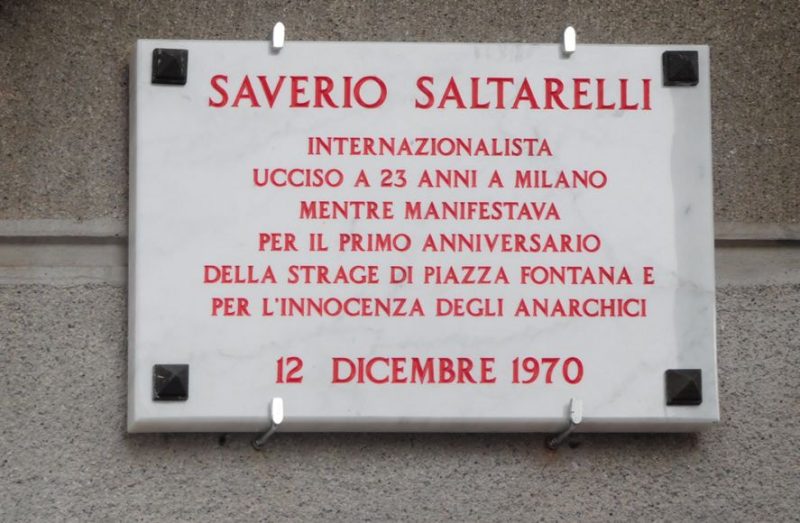 SAVERIO SALTARELLI
INTERNAZIONALISTA
UCCISO A 23 ANNI A MILANO
MENTRE MANIFESTAVA
PER IL PRIMO ANNIVERSARIO
DELLA STRAGE DI PIAZZA FONTANA E
PER L'INNOCENZA DEGLI ANARCHICI
12 DICEMBRE 1970